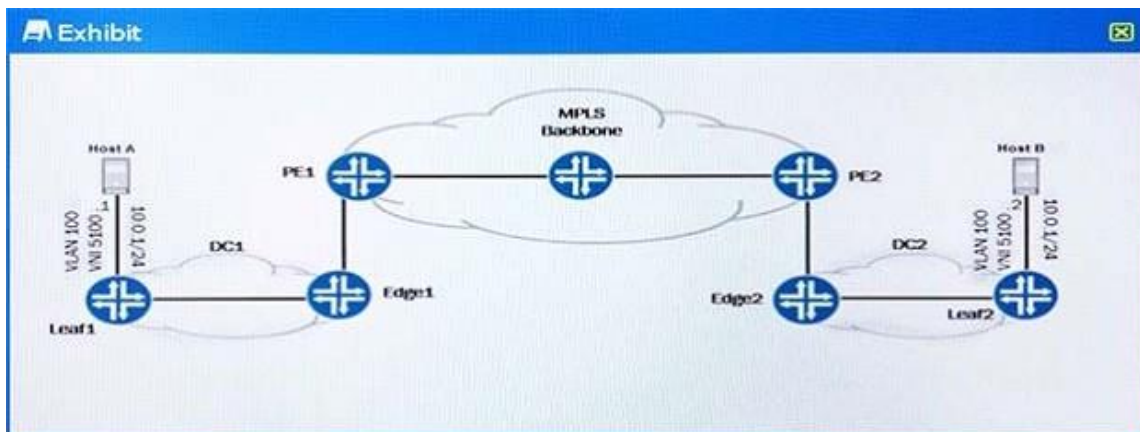 Exhibit
MPLS
Backbone
Host A
Host B
PE1
PE2
.1
VLAN 100
VNI 5100
10.0.1/24
DC1
Leaf1
Edge1
.2
VLAN 100
VNI 5100
10.0.1/24
DC2
Edge2
Leaf2